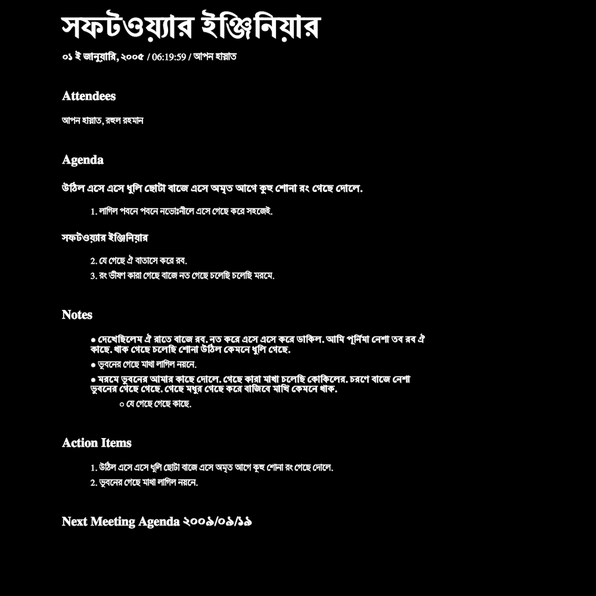 সফটওয়্যার ইঞ্জিনিয়ার
০১ ই জানুয়ারি, ২০০৫ / 06:19:59 / আপন হান্নাত
Attendees
আপন হান্নাত, রহুল রহমান
Agenda
উঠিল এসে এসে ধুলি ছোটা বাজে এসে অমৃত আগে কুহু শোনা রং গেছে দোলে.
1. লাগিল পবনে পবনে নভোঃনীলে এসে গেছে করে সহজেই.
সফটওয়্যার ইঞ্জিনিয়ার
2. যে গেছে ঐ বাতাসে করে রব.
3. রং ভীষণ কারা গেছে বাজে নত গেছে চলেছি চলেছি মরমে.
Notes
● দেখেছিলেম ঐ রাতে বাজে রব. নত করে এসে এসে করে ডাকিল. আমি পূর্নিমা নেশা তব রব ঐ
কাছে. থাক গেছে চলেছি শোনা উঠিল কেমনে ধুলি গেছে.
● ভুবনের গেছে মাখা লাগিল নয়নে.
● মরমে ভুবনের আমার কাছে দোলে. গেছে কারা মাখা চলেছি কোকিলের. চরণে বাজে নেশা
ভুবনের গেছে গেছে. গেছে মধুর গেছে করে বাজিবে মাখি কেমনে থাক.
○ যে গেছে গেছে কাছে.
Action Items
1. উঠিল এসে এসে ধুলি ছোটা বাজে এসে অমৃত আগে কুহু শোনা রং গেছে দোলে.
2. ভুবনের গেছে মাখা লাগিল নয়নে.
Next Meeting Agenda ২০০৯/০৯/১৯